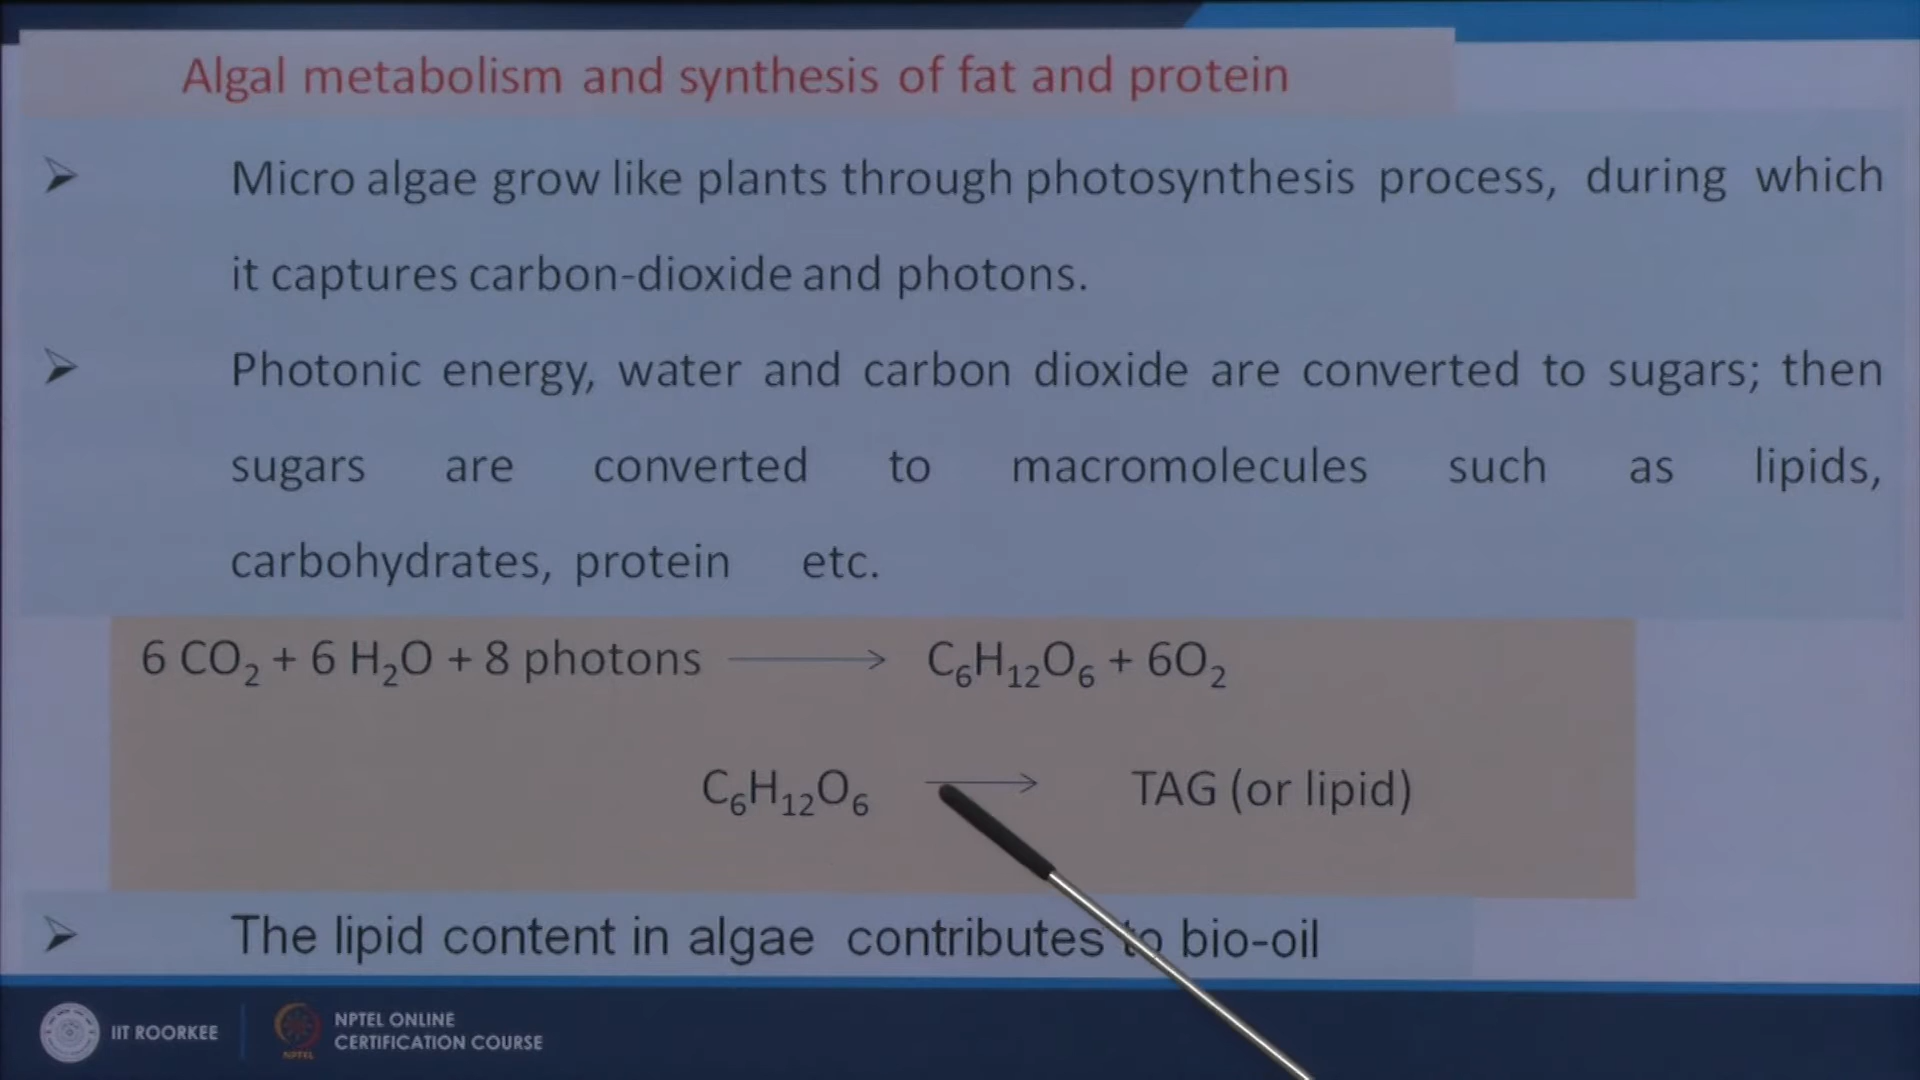 Algal metabolism and synthesis of fat and protein
➢ Micro algae grow like plants through photosynthesis process, during which
it captures carbon-dioxide and photons.
➢ Photonic energy, water and carbon dioxide are converted to sugars; then
sugars are converted to macromolecules such as lipids,
carbohydrates, protein etc.
6 CO₂ + 6 H₂O + 8 photons ⟶ C₆H₁₂O₆ + 6O₂
C₆H₁₂O₆ ⟶ TAG (or lipid)
➢ The lipid content in algae contributes to bio-oil
IIT ROORKEE
NPTEL
NPTEL ONLINE
CERTIFICATION COURSE